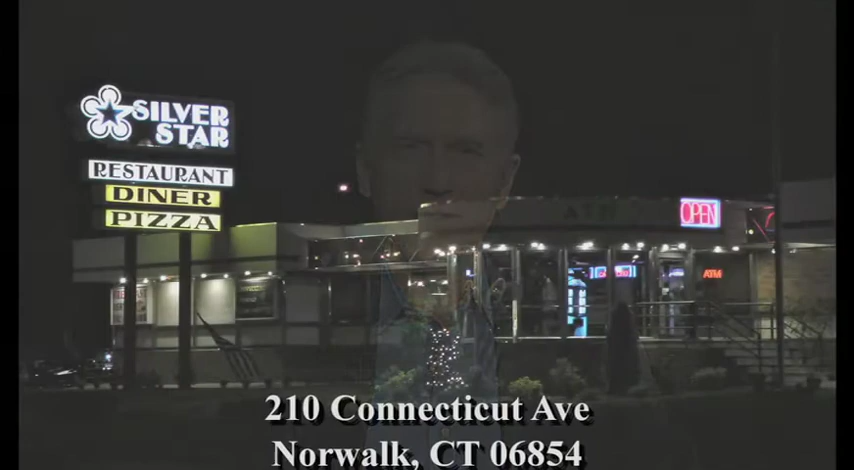 SILVER
STAR
RESTAURANT
DINER
PIZZA
OPEN
ATM
210 Connecticut Ave
Norwalk, CT 06854